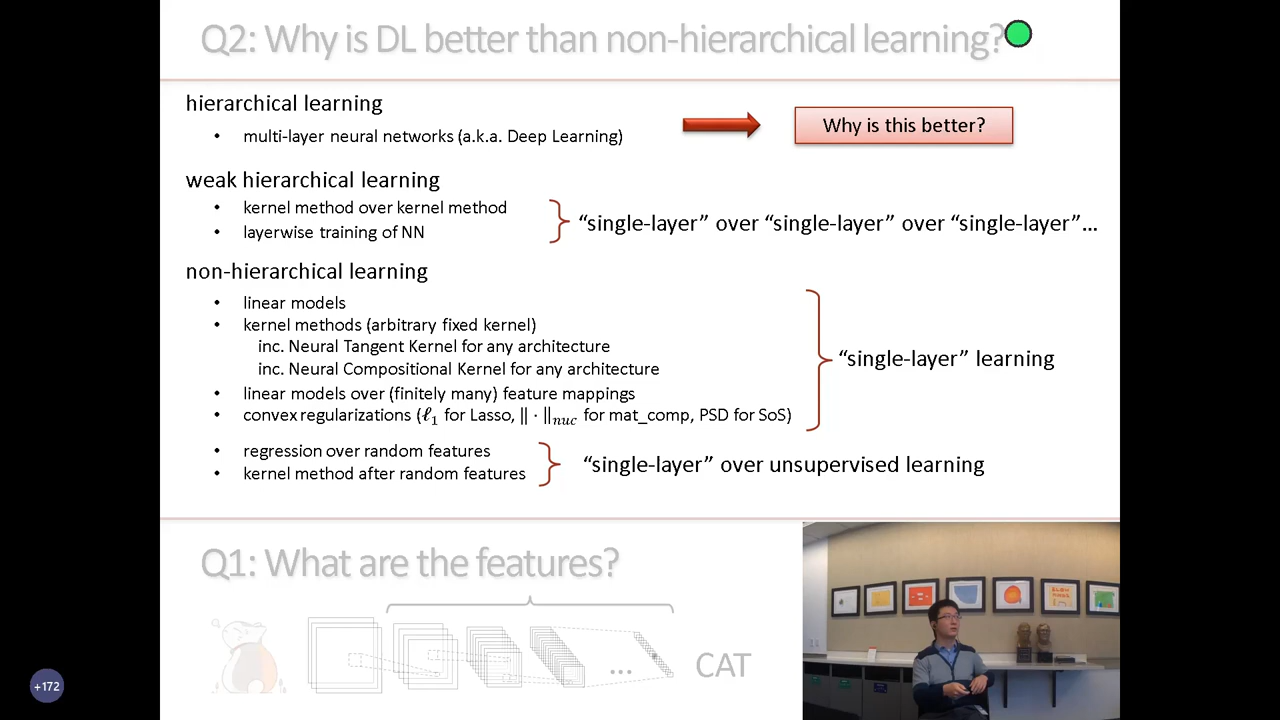 Q2: Why is DL better than non-hierarchical learning?
hierarchical learning
• multi-layer neural networks (a.k.a. Deep Learning)
Why is this better?
weak hierarchical learning
• kernel method over kernel method
• layerwise training of NN
“single-layer” over “single-layer” over “single-layer”...
non-hierarchical learning
• linear models
• kernel methods (arbitrary fixed kernel)
inc. Neural Tangent Kernel for any architecture
inc. Neural Compositional Kernel for any architecture
• linear models over (finitely many) feature mappings
• convex regularizations (ℓ₁ for Lasso, ‖ · ‖nuc for mat_comp, PSD for SoS)
“single-layer” learning
• regression over random features
• kernel method after random features
“single-layer” over unsupervised learning
Q1: What are the features?
...
CAT
+172